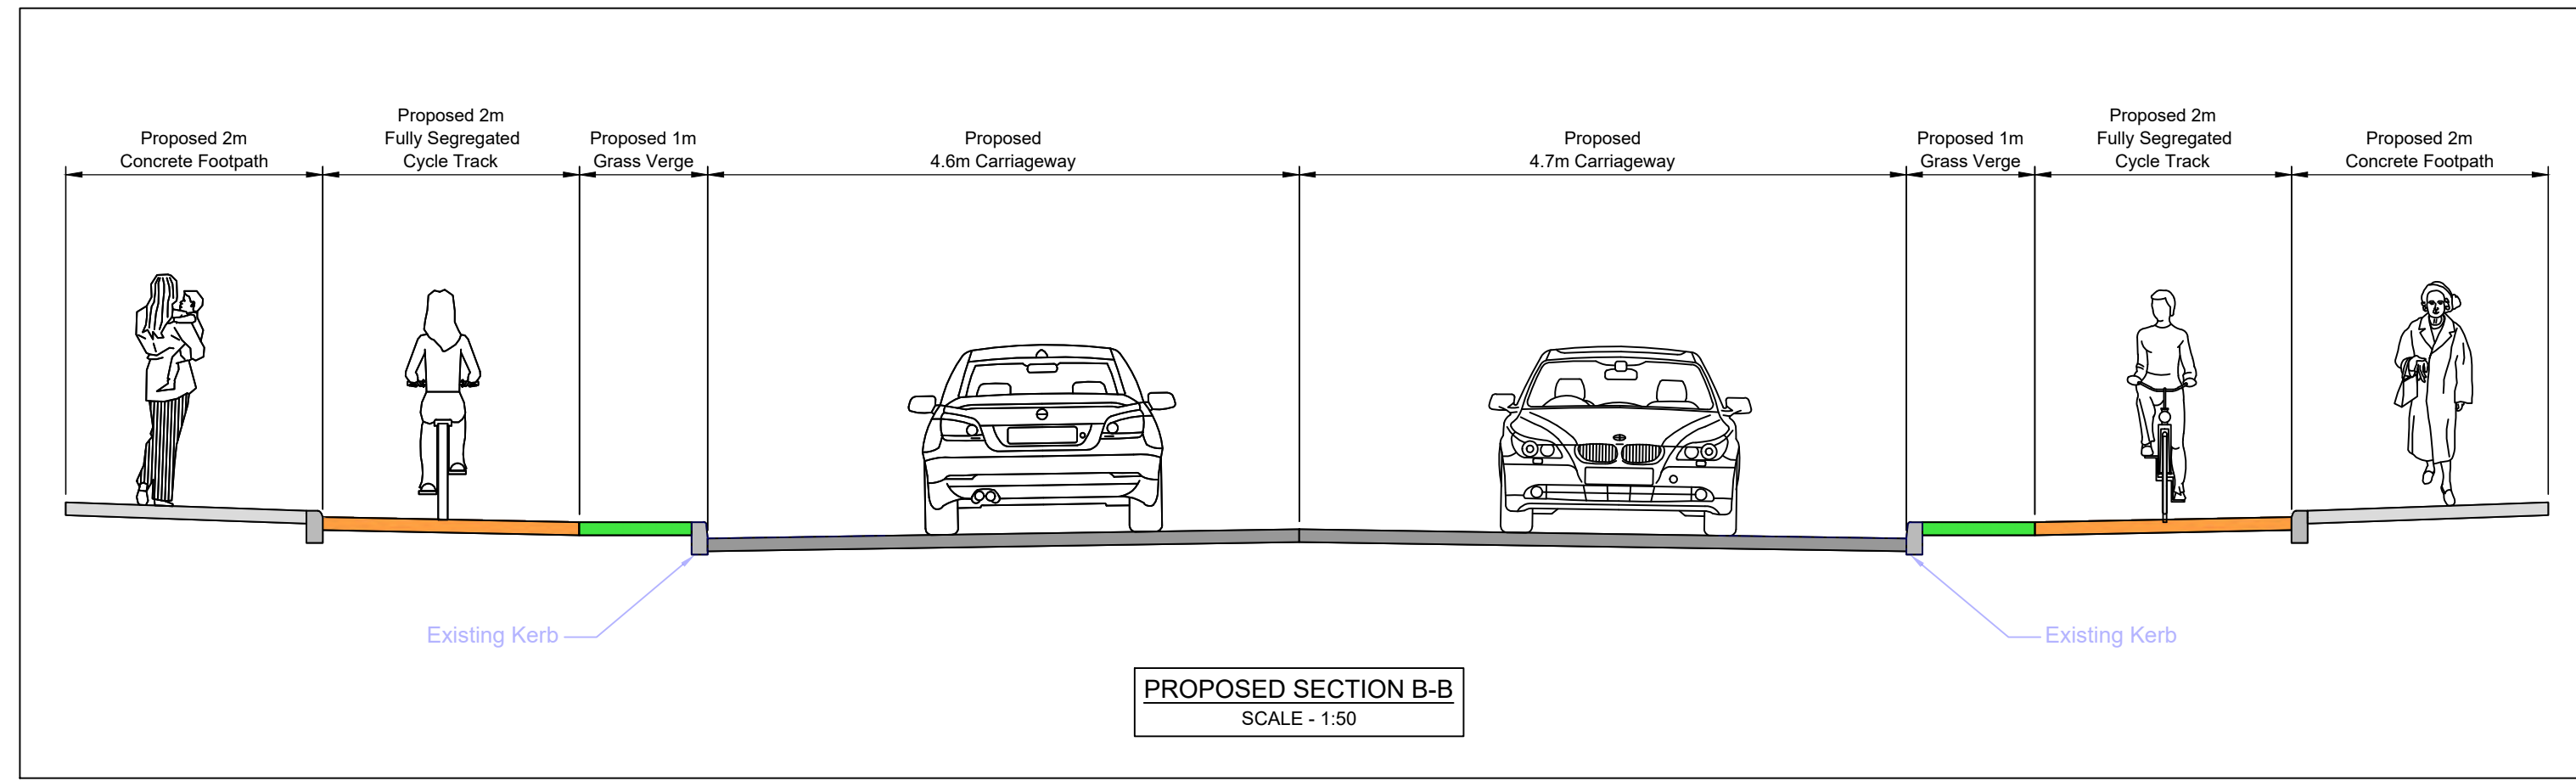 Proposed 2m
Concrete Footpath
Proposed 2m
Fully Segregated
Cycle Track
Proposed 1m
Grass Verge
Proposed
4.6m Carriageway
Proposed
4.7m Carriageway
Proposed 1m
Grass Verge
Proposed 2m
Fully Segregated
Cycle Track
Proposed 2m
Concrete Footpath
Existing Kerb
Existing Kerb
PROPOSED SECTION B-B
SCALE - 1:50